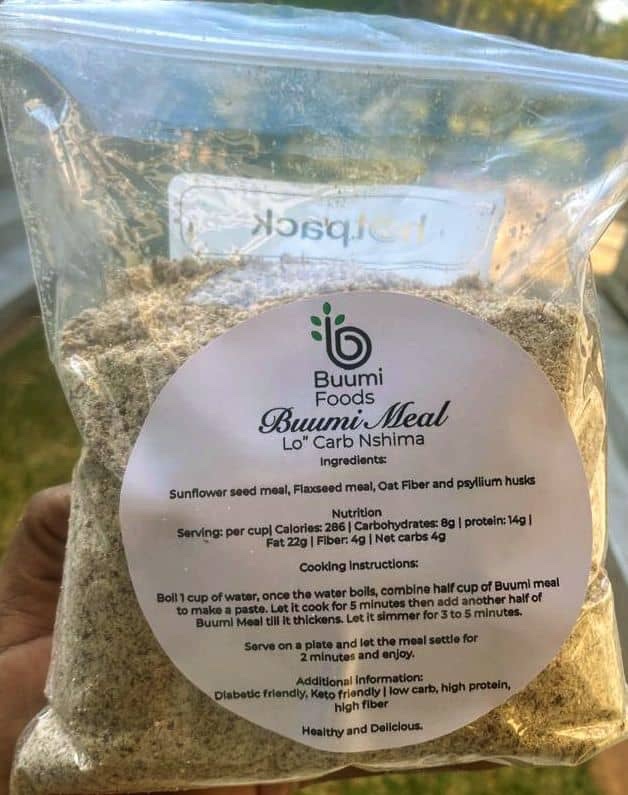 hotpack
b
Buumi
Foods
Buumi Meal
Lo" Carb Nshima
Ingredients:
Sunflower seed meal, Flaxseed meal, Oat Fiber and psyllium husks
Nutrition
Serving: per cup| Calories: 286 | Carbohydrates: 8g | protein: 14g |
Fat 22g | Fiber: 4g | Net carbs 4g
Cooking Instructions:
Boil 1 cup of water, once the water boils, combine half cup of Buumi meal
to make a paste. Let it cook for 5 minutes then add another half of
Buumi Meal till it thickens. Let it simmer for 3 to 5 minutes.
Serve on a plate and let the meal settle for
2 minutes and enjoy.
Additional information:
Diabetic friendly, Keto friendly | low carb, high protein,
high fiber
Healthy and Delicious.